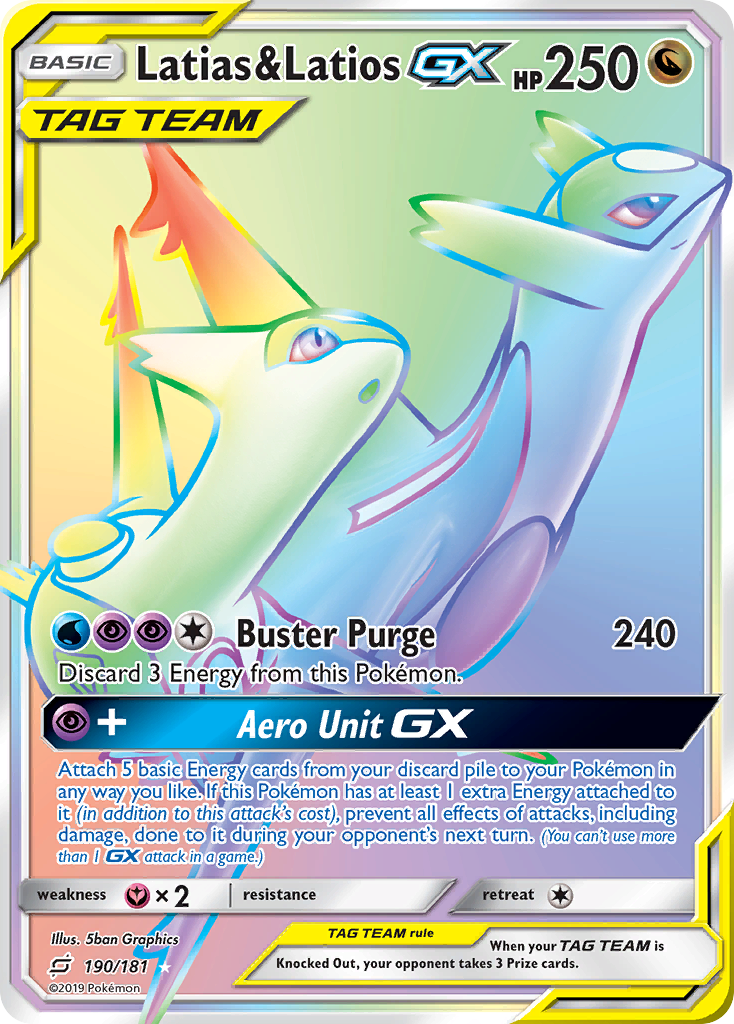 BASIC Latias&Latios GX HP 250
TAG TEAM
Buster Purge 240
Discard 3 Energy from this Pokémon.
+ Aero Unit GX
Attach 5 basic Energy cards from your discard pile to your Pokémon in
any way you like. If this Pokémon has at least 1 extra Energy attached to
it (in addition to this attack's cost), prevent all effects of attacks, including
damage, done to it during your opponent's next turn. (You can't use more
than 1 GX attack in a game.)
weakness ×2 resistance retreat
Illus. 5ban Graphics
190/181
©2019 Pokémon
TAG TEAM rule
When your TAG TEAM is
Knocked Out, your opponent takes 3 Prize cards.